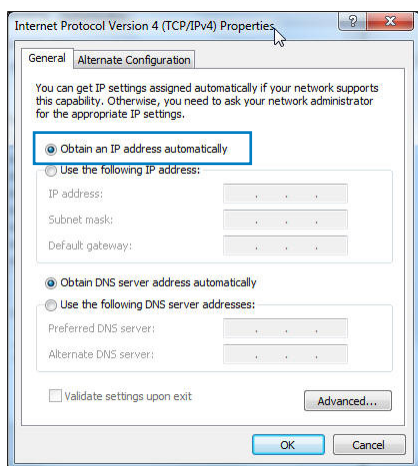 Internet Protocol Version 4 (TCP/IPv4) Properties
General
Alternate Configuration
You can get IP settings assigned automatically if your network supports
this capability. Otherwise, you need to ask your network administrator
for the appropriate IP settings.
Obtain an IP address automatically
Use the following IP address:
IP address:
Subnet mask:
Default gateway:
Obtain DNS server address automatically
Use the following DNS server addresses:
Preferred DNS server:
Alternate DNS server:
Validate settings upon exit
Advanced...
OK
Cancel